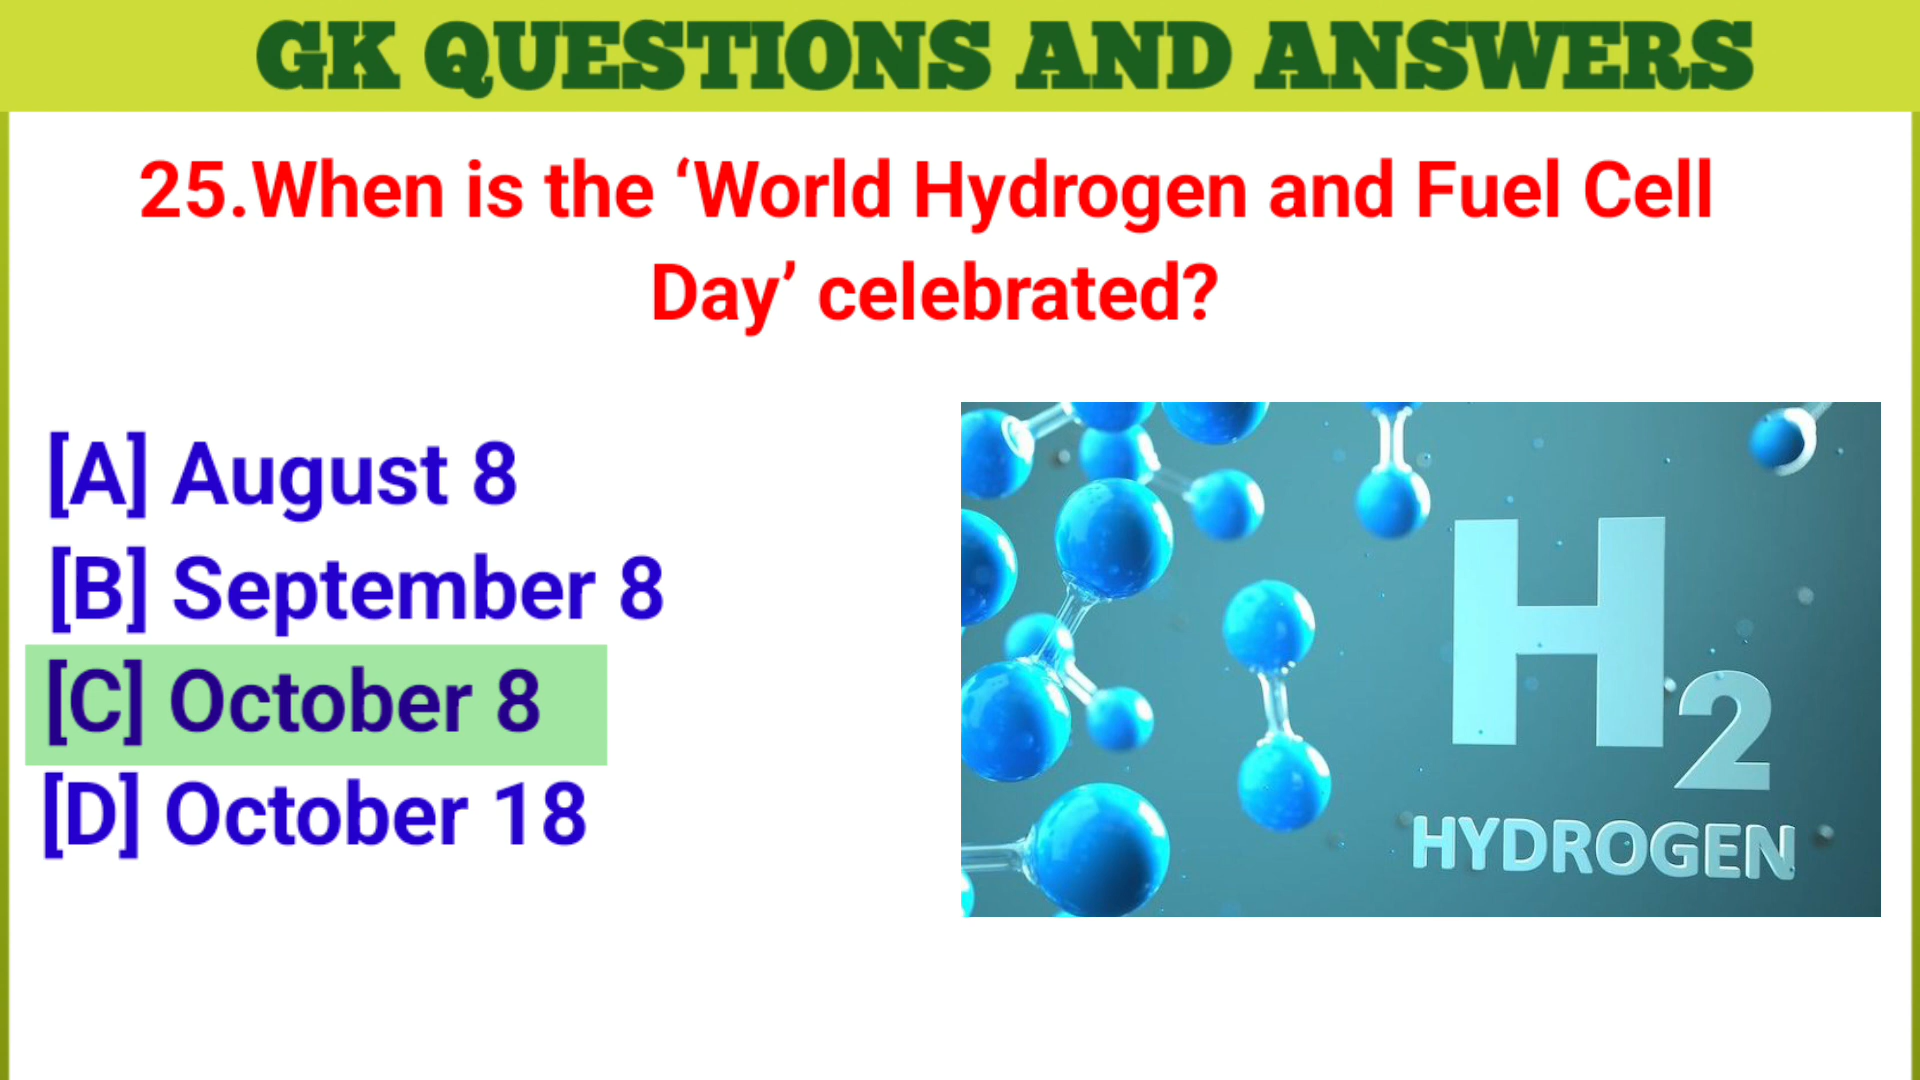 GK QUESTIONS AND ANSWERS
25.When is the ‘World Hydrogen and Fuel Cell
Day’ celebrated?
[A] August 8
[B] September 8
[C] October 8
[D] October 18
H2
HYDROGEN